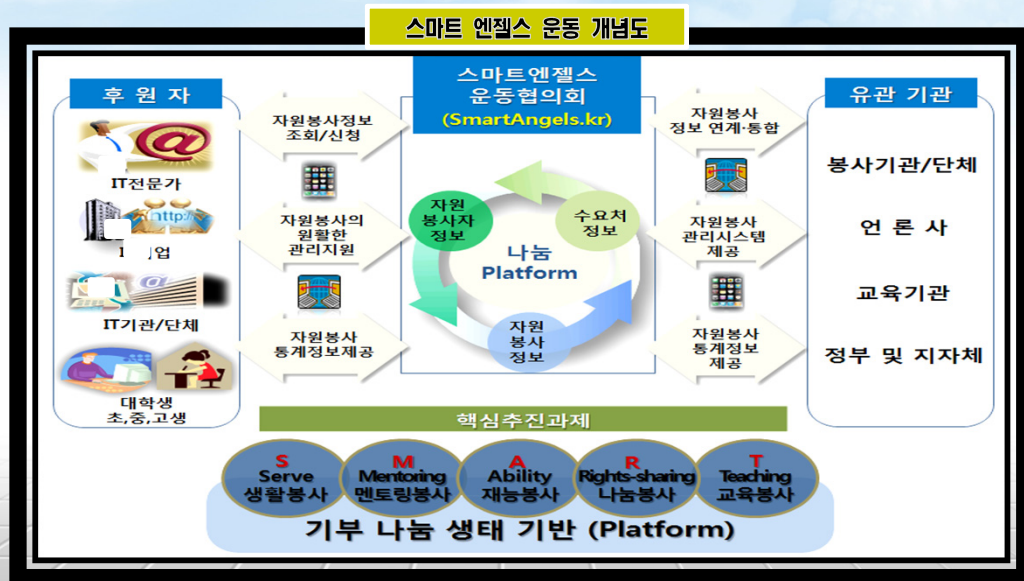 스마트 엔젤스 운동 개념도
후 원 자
IT전문가
http://
IT기관/단체
대학생
초,중,고생
자원봉사정보
조회/신청
자원봉사의
원활한
관리지원
자원봉사
통계정보제공
스마트엔젤스
운동협의회
(SmartAngels.kr)
자원
봉사자
정보
수요처
정보
나눔
Platform
자원
봉사
정보
자원봉사
정보 연계·통합
자원봉사
관리시스템
제공
자원봉사
통계정보
제공
유관 기관
봉사기관/단체
언 론 사
교육기관
정부 및 지자체
핵심추진과제
S
Serve
생활봉사
M
Mentoring
멘토링봉사
A
Ability
재능봉사
R
Rights-sharing
나눔봉사
T
Teaching
교육봉사
기부 나눔 생태 기반 (Platform)